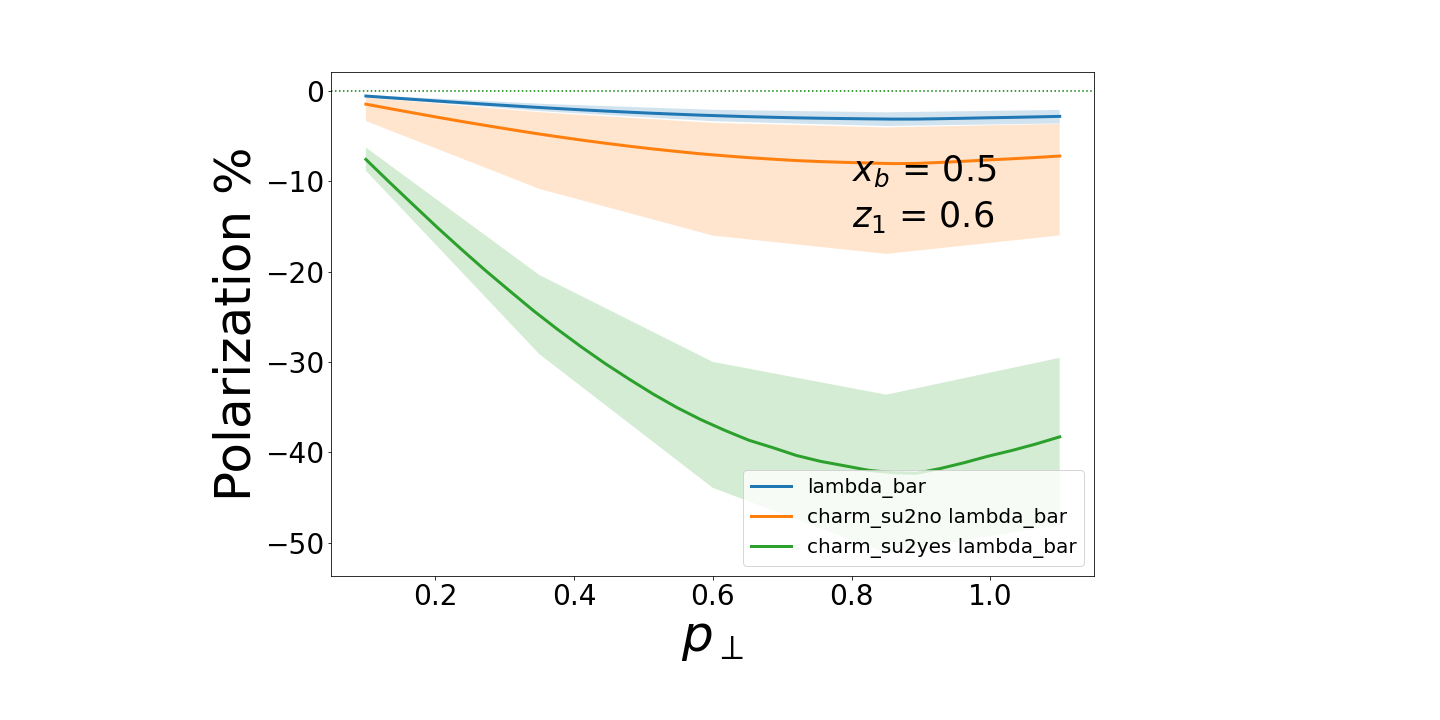 Polarization %
0
−10
−20
−30
−40
−50
x_b = 0.5
z_1 = 0.6
lambda_bar
charm_su2no lambda_bar
charm_su2yes lambda_bar
0.2 0.4 0.6 0.8 1.0
p⊥